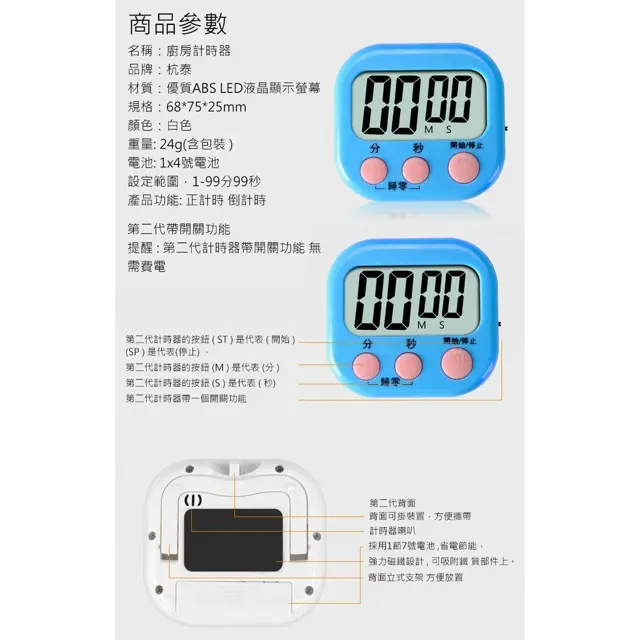 商品參數
名稱：廚房計時器
品牌：杭泰
材質：優質ABS LED液晶顯示螢幕
規格：68*75*25mm
顏色：白色
重量: 24g(含包裝 )
電池: 1x4號電池
設定範圍，1-99分99秒
產品功能: 正計時 倒計時
第二代帶開關功能
提醒 : 第二代計時器帶開關功能 無
需費電
00 00
M S
分 秒 開始/停止
歸零
00 00
M S
分 秒 開始/停止
歸零
第二代計時器的按鈕 ( ST ) 是代表 ( 開始 )
(SP ) 是代表(停止) 、
第二代計時器的按鈕 (M ) 是代表 (分 )
第二代計時器的按鈕 (S ) 是代表 ( 秒)
第二代計時器帶一個開關功能
第二代背面
背面可掛裝置，方便攜帶
計時器喇叭
採用1節7號電池 ,省電節能，
強力磁鐵設計 , 可吸附鐵 質部件上。
背面立式支架 方便放置